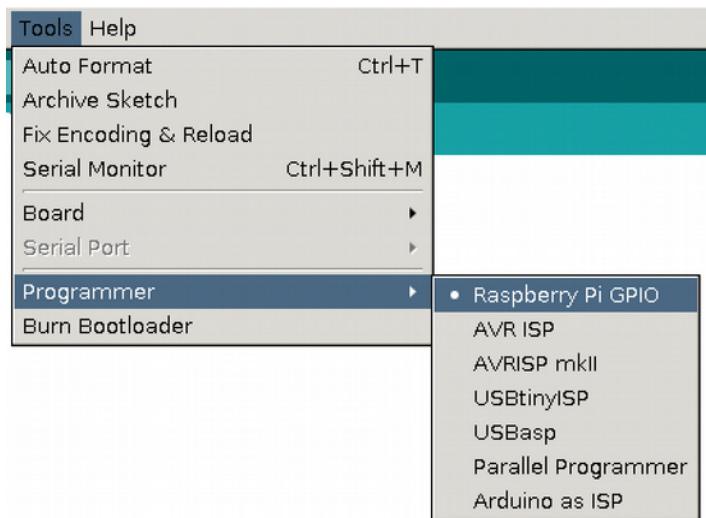 Tools Help
Auto Format Ctrl+T
Archive Sketch
Fix Encoding & Reload
Serial Monitor Ctrl+Shift+M
Board
Serial Port
Programmer
Burn Bootloader
Raspberry Pi GPIO
AVR ISP
AVRISP mkII
USBtinyISP
USBasp
Parallel Programmer
Arduino as ISP